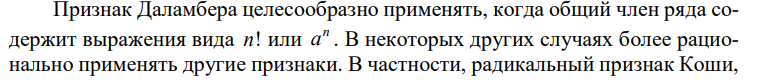 Признак Даламбера целесообразно применять, когда общий член ряда со-
держит выражения вида n! или aⁿ. В некоторых других случаях более рацио-
нально применять другие признаки. В частности, радикальный признак Коши,